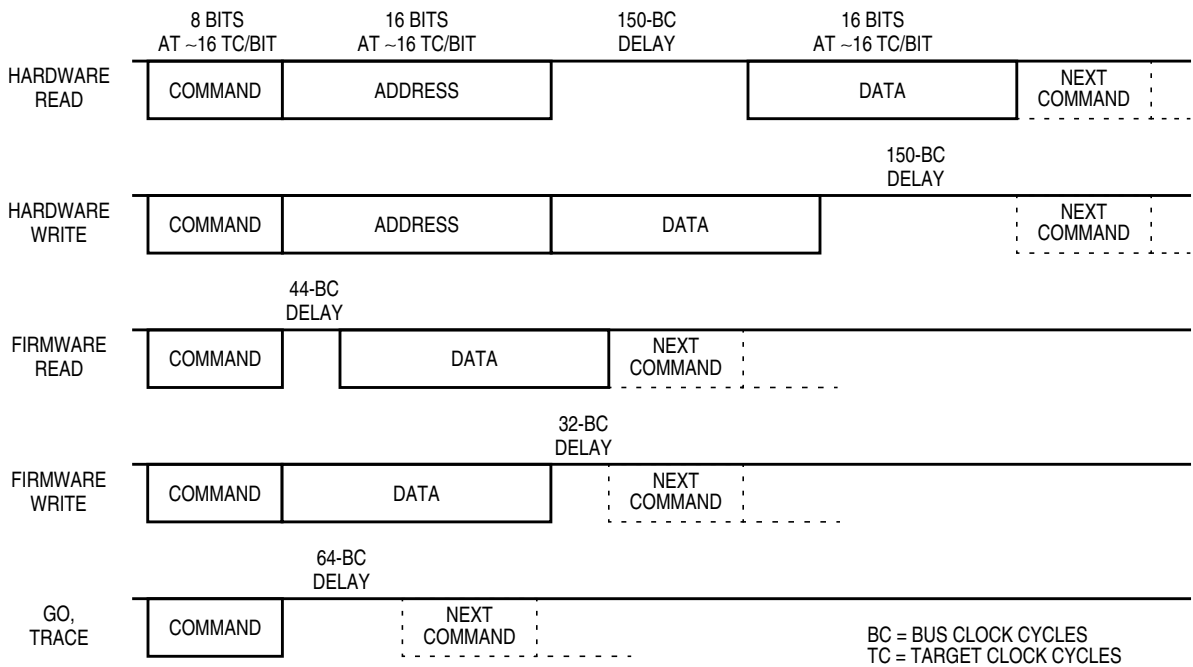 8 BITS
AT ~16 TC/BIT
16 BITS
AT ~16 TC/BIT
150-BC
DELAY
16 BITS
AT ~16 TC/BIT
HARDWARE
READ
COMMAND
ADDRESS
DATA
NEXT
COMMAND
150-BC
DELAY
HARDWARE
WRITE
COMMAND
ADDRESS
DATA
NEXT
COMMAND
44-BC
DELAY
FIRMWARE
READ
COMMAND
DATA
NEXT
COMMAND
32-BC
DELAY
FIRMWARE
WRITE
COMMAND
DATA
NEXT
COMMAND
64-BC
DELAY
GO,
TRACE
COMMAND
NEXT
COMMAND
BC = BUS CLOCK CYCLES
TC = TARGET CLOCK CYCLES